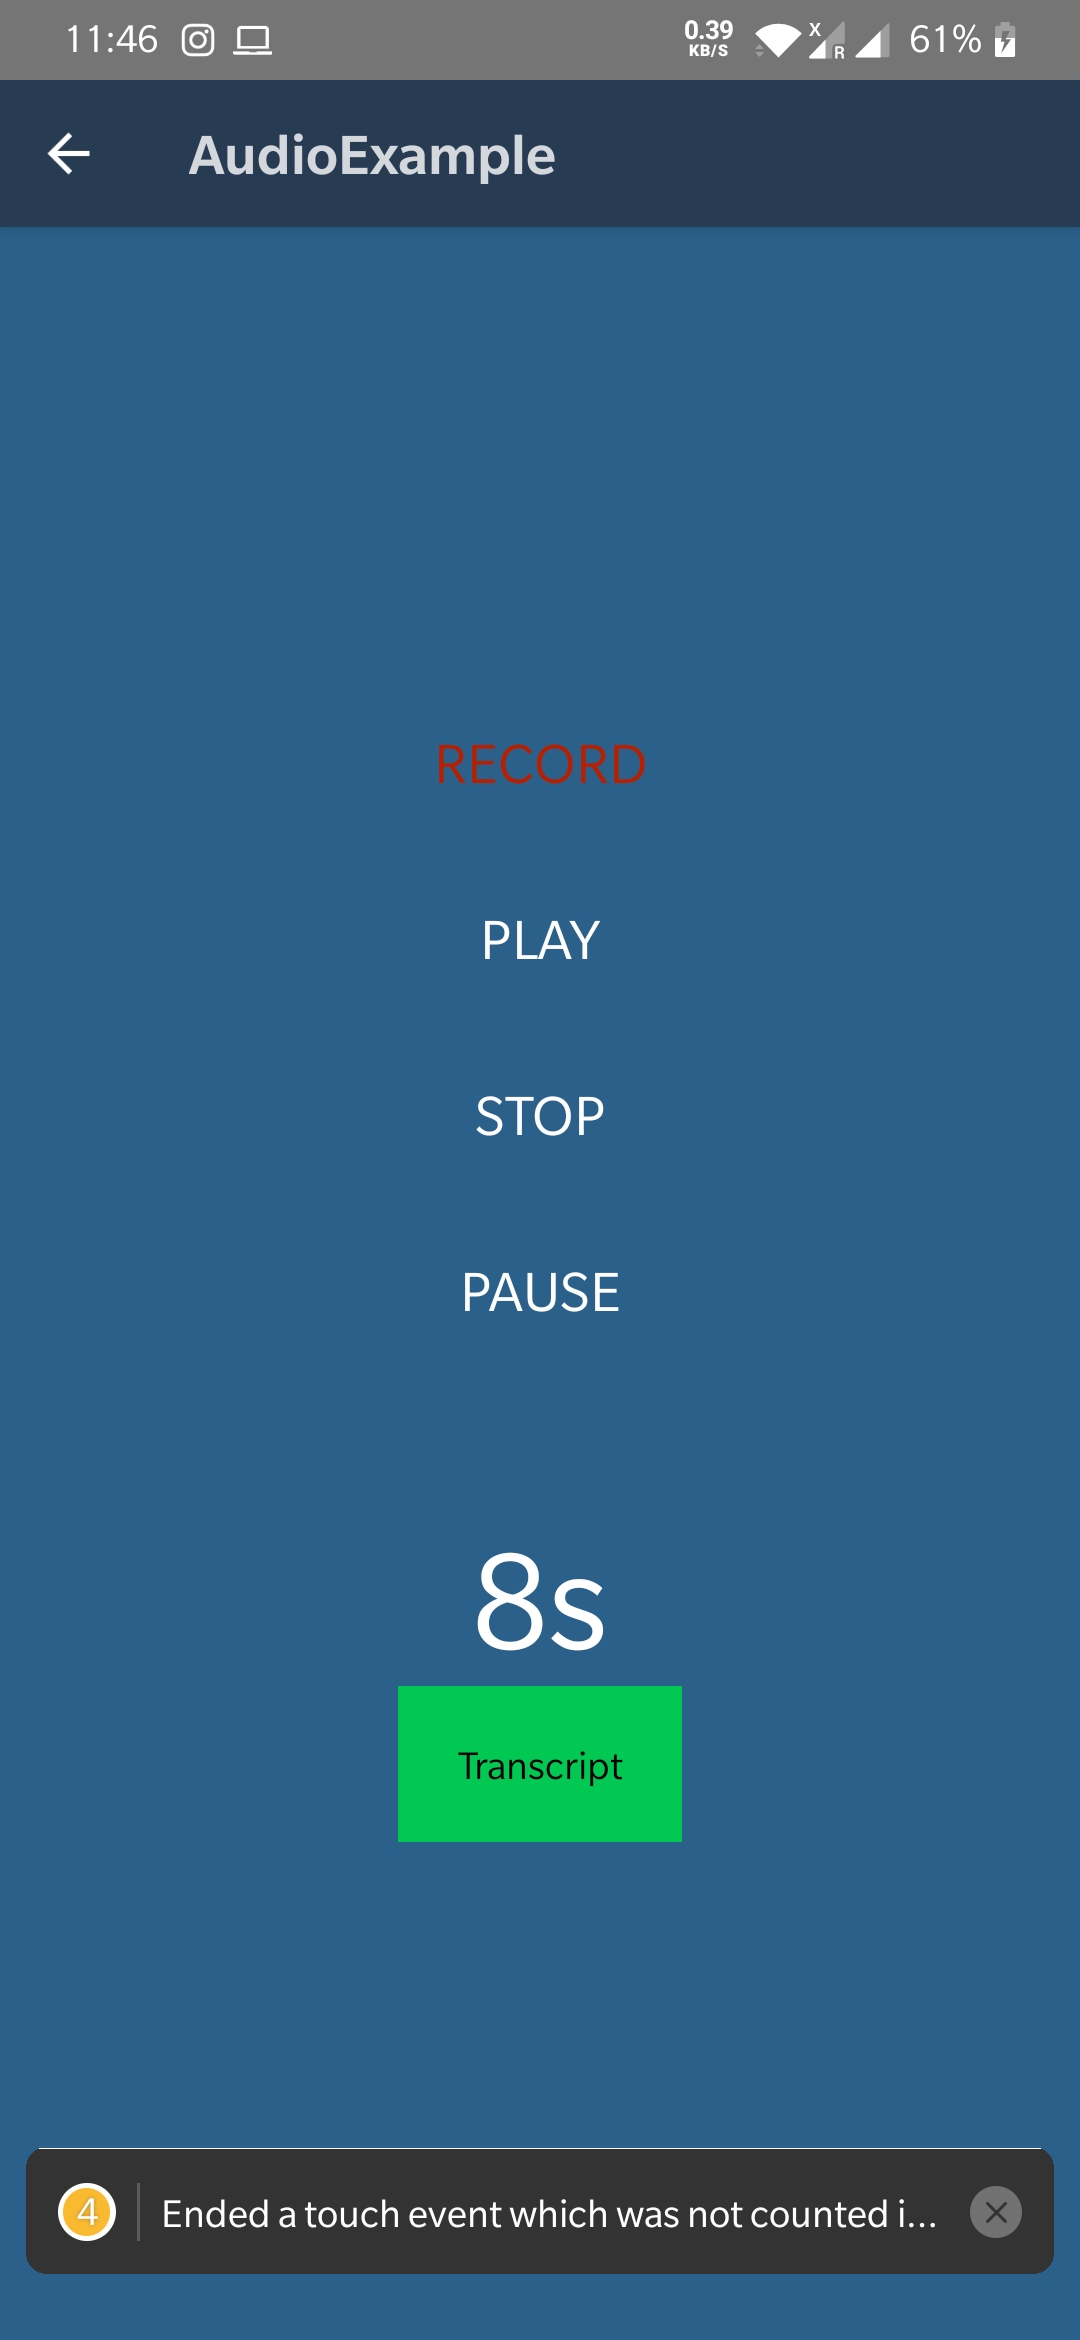 11:46 0.39 KB/S X R 61%
AudioExample
RECORD
PLAY
STOP
PAUSE
8s
Transcript
4 Ended a touch event which was not counted i...